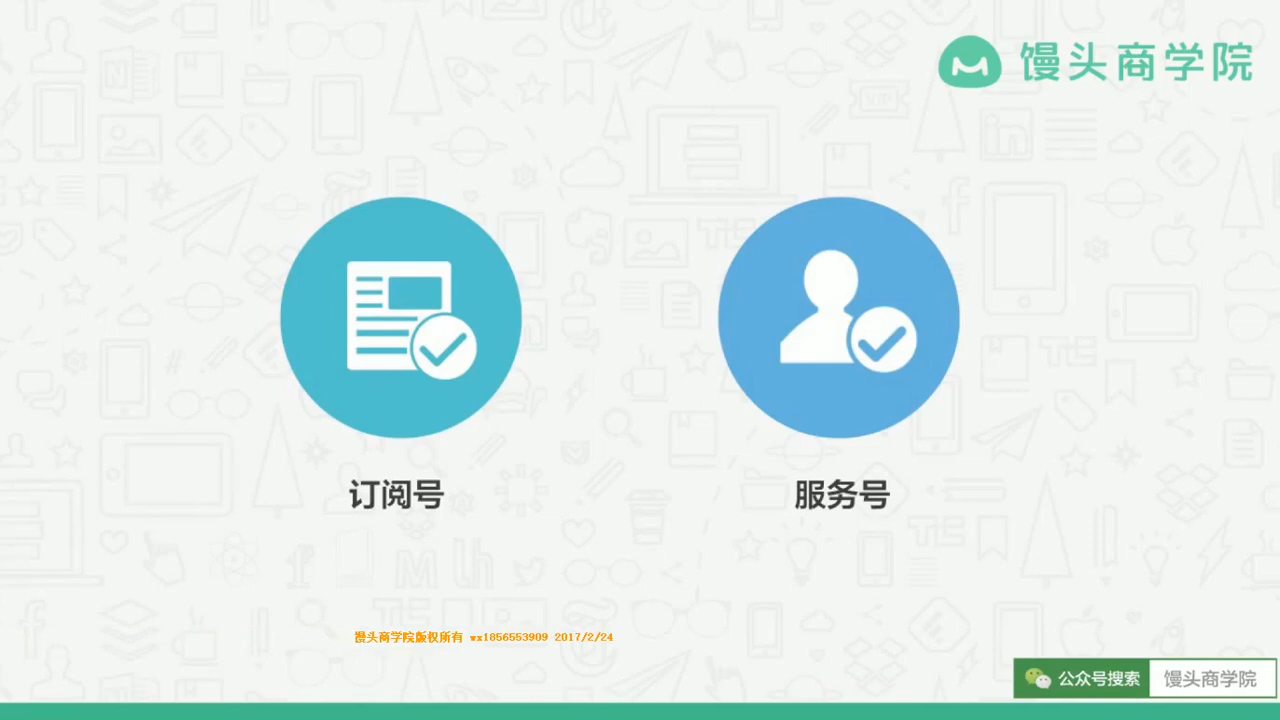 馒头商学院
订阅号
服务号
馒头商学院版权所有 wx1856553909 2017/2/24
公众号搜索 馒头商学院